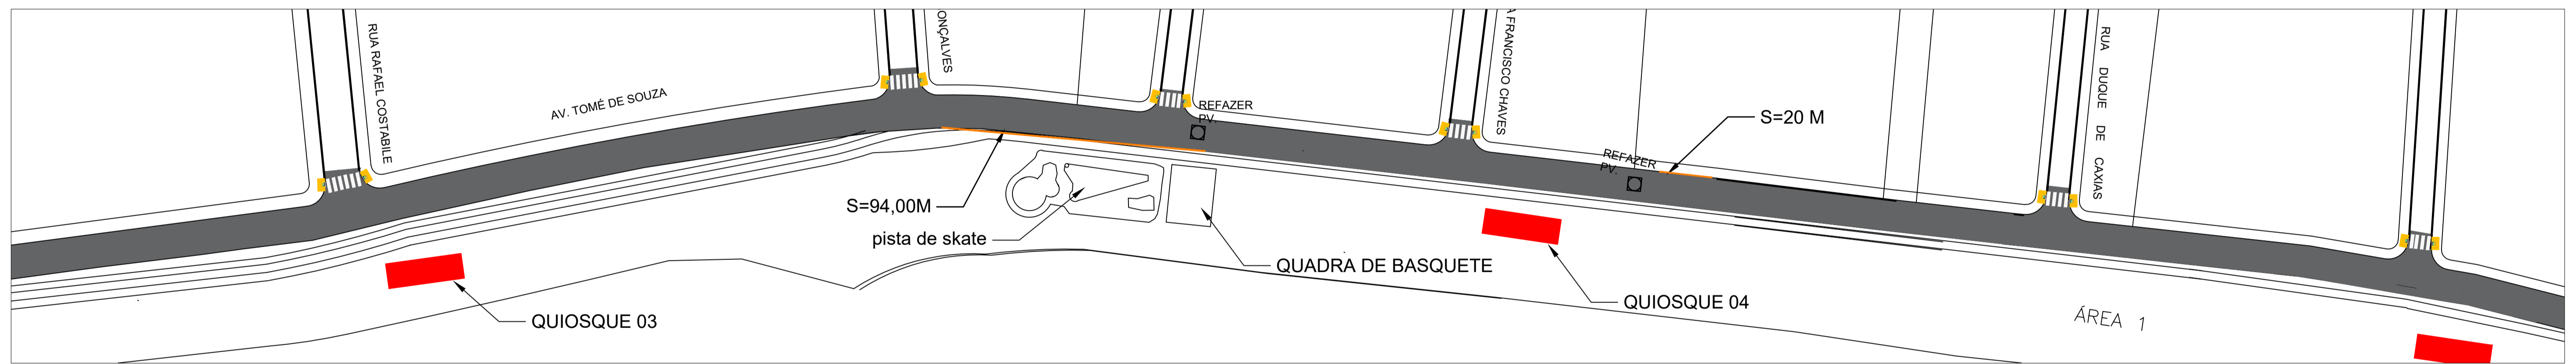 RUA RAFAEL COSTABILE
AV. TOMÉ DE SOUZA
ONÇALVES
REFAZER
PV.
A FRANCISCO CHAVES
REFAZER
PV.
S=20 M
RUA DUQUE DE CAXIAS
S=94,00M
pista de skate
QUADRA DE BASQUETE
QUIOSQUE 03
QUIOSQUE 04
ÁREA 1